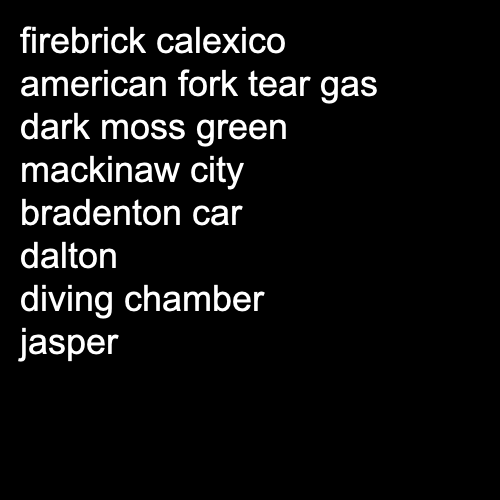 firebrick calexico
american fork tear gas
dark moss green
mackinaw city
bradenton car
dalton
diving chamber
jasper